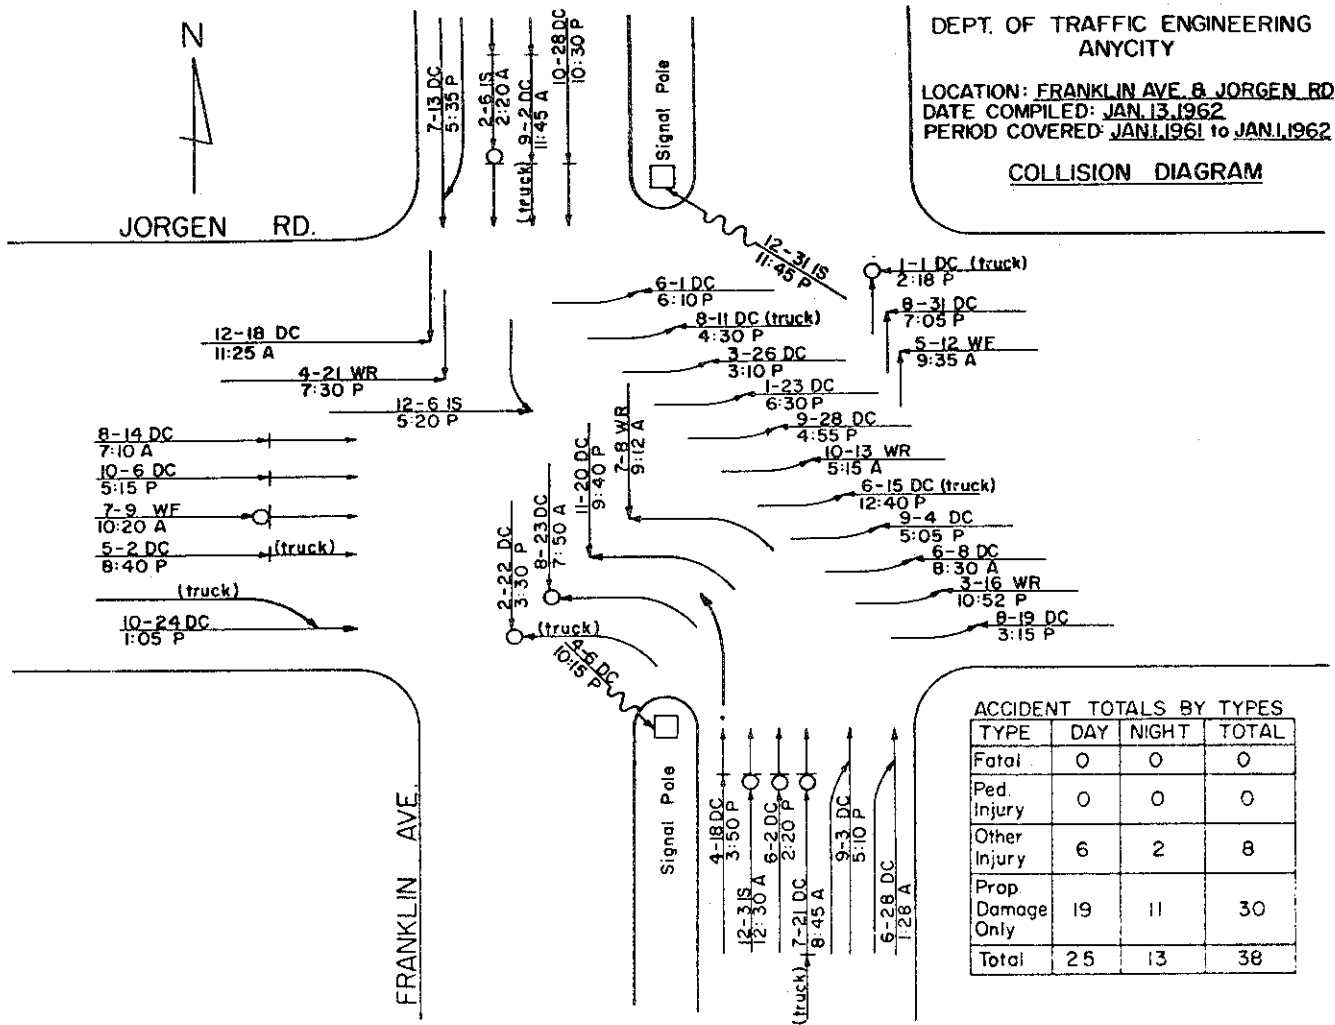 N
DEPT. OF TRAFFIC ENGINEERING
ANYCITY
LOCATION: FRANKLIN AVE. & JORGEN RD
DATE COMPILED: JAN. 13, 1962
PERIOD COVERED: JAN.1,1961 to JAN.1,1962
COLLISION DIAGRAM
JORGEN RD.
7-13 DC
5:35 P
2-6 IS
2:20 A
9-2 DC
11:45 A
(truck)
10-28 DC
10:30 P
Signal Pole
12-31 IS
11:45 P
1-1 DC (truck)
2:18 P
8-31 DC
7:05 P
5-12 WF
9:35 A
6-1 DC
6:10 P
8-11 DC (truck)
4:30 P
3-26 DC
3:10 P
1-23 DC
6:30 P
9-28 DC
4:55 P
10-13 WR
5:15 A
6-15 DC (truck)
12:40 P
9-4 DC
5:05 P
6-8 DC
8:30 A
3-16 WR
10:52 P
8-19 DC
3:15 P
12-18 DC
11:25 A
4-21 WR
7:30 P
12-6 IS
5:20 P
8-14 DC
7:10 A
10-6 DC
5:15 P
7-9 WF
10:20 A
5-2 DC (truck)
8:40 P
(truck)
10-24 DC
1:05 P
7-8 WR
9:12 A
11-20 DC
9:40 P
8-23 DC
7:50 A
2-22 DC
3:30 P
(truck)
4-6 DC
10:15 P
Signal Pole
4-18 DC
3:50 P
12-3 IS
12:30 A
6-2 DC
2:20 P
7-21 DC
8:45 A
(truck)
9-3 DC
5:10 P
6-28 DC
1:28 A
FRANKLIN AVE.
ACCIDENT TOTALS BY TYPES
TYPE DAY NIGHT TOTAL
Fatal 0 0 0
Ped. Injury 0 0 0
Other Injury 6 2 8
Prop. Damage Only 19 11 30
Total 25 13 38